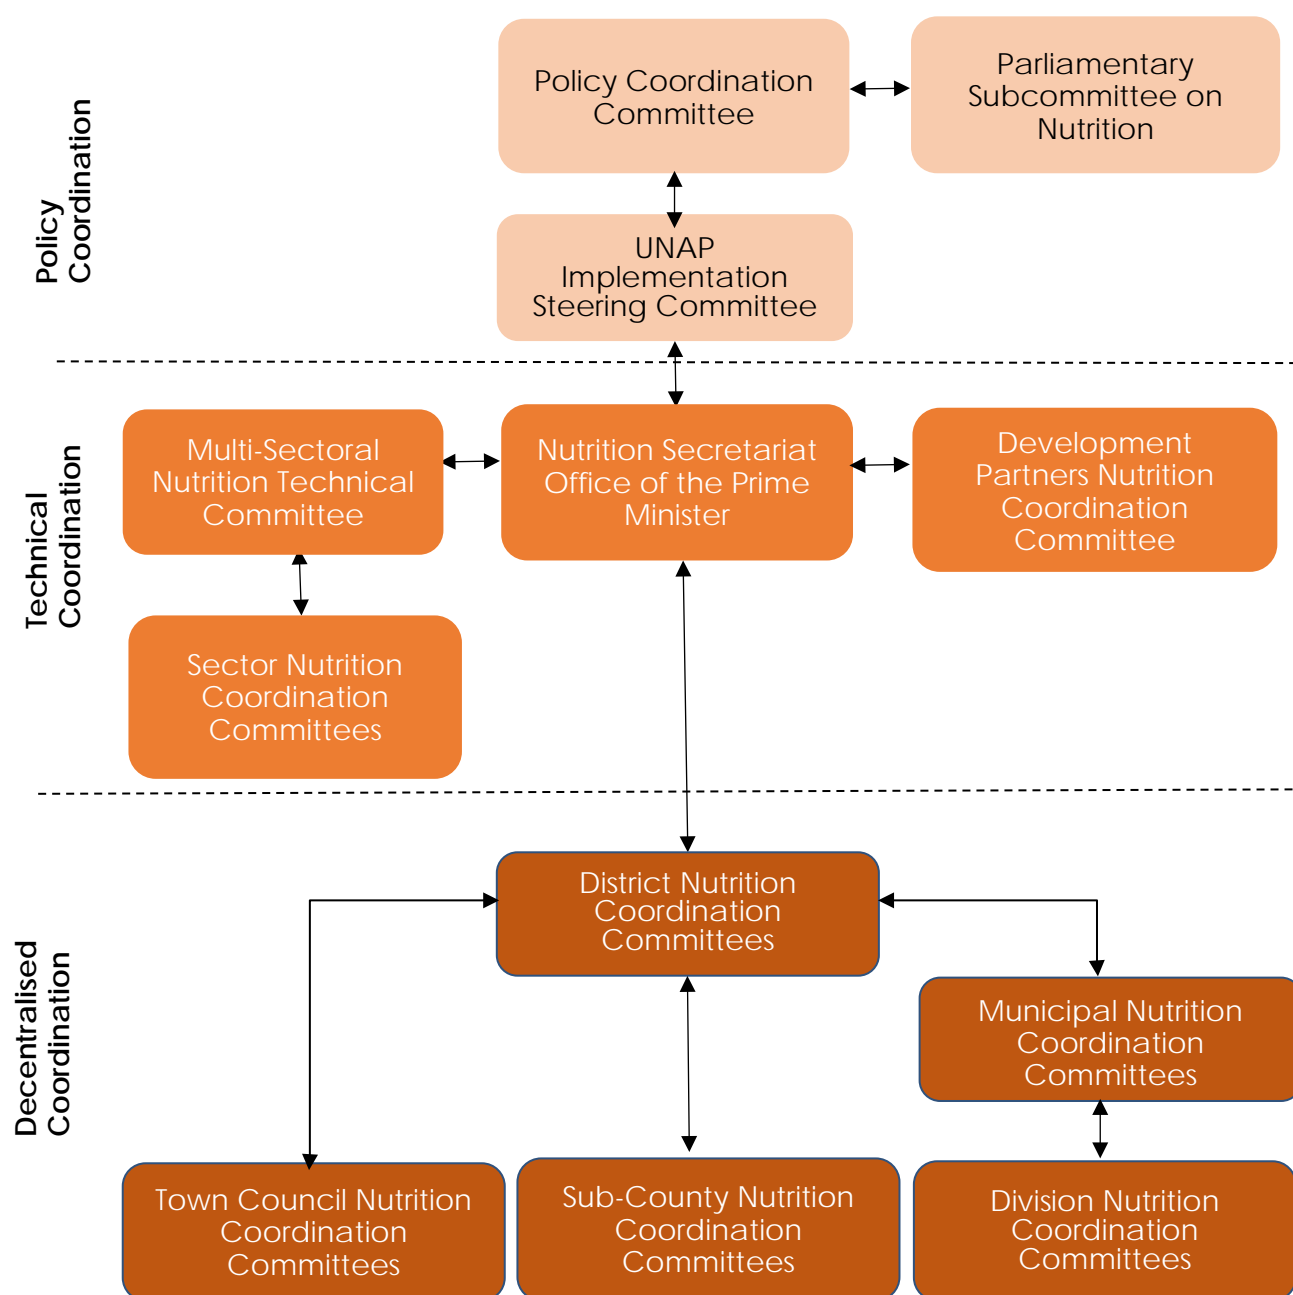 Policy
Coordination
Policy Coordination
Committee
Parliamentary
Subcommittee on
Nutrition
UNAP
Implementation
Steering Committee
Technical
Coordination
Multi-Sectoral
Nutrition Technical
Committee
Nutrition Secretariat
Office of the Prime
Minister
Development
Partners Nutrition
Coordination
Committee
Sector Nutrition
Coordination
Committees
Decentralised
Coordination
District Nutrition
Coordination
Committees
Municipal Nutrition
Coordination
Committees
Town Council Nutrition
Coordination
Committees
Sub-County Nutrition
Coordination
Committees
Division Nutrition
Coordination
Committees